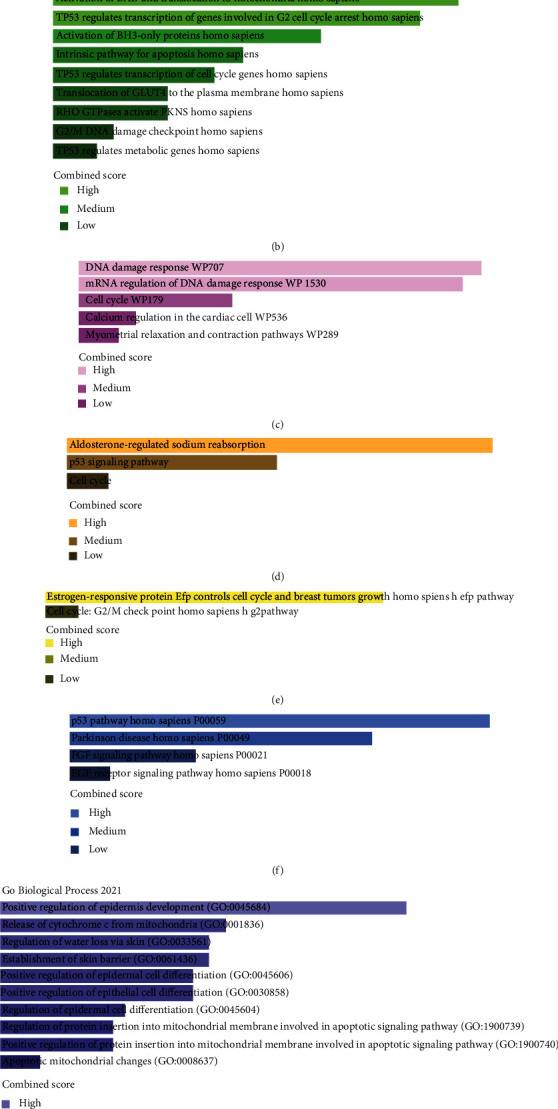 TP53 regulates transcription of genes involved in G2 cell cycle arrest homo sapiens
Activation of BH3-only proteins homo sapiens
Intrinsic pathway for apoptosis homo sapiens
TP53 regulates transcription of cell cycle genes homo sapiens
Translocation of GLUT4 to the plasma membrane homo sapiens
RHO GTPasea activate PKNS homo sapiens
G2/M DNA damage checkpoint homo sapiens
TP53 regulates metabolic genes homo sapiens
Combined score
High
Medium
Low
(b)
DNA damage response WP707
mRNA regulation of DNA damage response WP 1530
Cell cycle WP179
Calcium regulation in the cardiac cell WP536
Myometrial relaxation and contraction pathways WP289
Combined score
High
Medium
Low
(c)
Aldosterone-regulated sodium reabsorption
p53 signaling pathway
Cell cycle
Combined score
High
Medium
Low
(d)
Estrogen-responsive protein Efp controls cell cycle and breast tumors growth homo spiens h efp pathway
Cell cycle: G2/M check point homo sapiens h g2pathway
Combined score
High
Medium
Low
(e)
p53 pathway homo sapiens P00059
Parkinson disease homo sapiens P00049
signaling pathway homo sapiens P00021
receptor signaling pathway homo sapiens P00018
Combined score
High
Medium
Low
(f)
Go Biological Process 2021
Positive regulation of epidermis development (GO:0045684)
Release of cytochrome c from mitochondria (GO:0001836)
Regulation of water loss via skin (GO:0033561)
Establishment of skin barrier (GO:0061436)
Positive regulation of epidermal cell differentiation (GO:0045606)
Positive regulation of epithelial cell differentiation (GO:0030858)
Regulation of epidermal cell differentiation (GO:0045604)
Regulation of protein insertion into mitochondrial membrane involved in apoptotic signaling pathway (GO:1900739)
Positive regulation of protein insertion into mitochondrial membrane involved in apoptotic signaling pathway (GO:1900740)
Apoptotic mitochondrial changes (GO:0008637)
Combined score
High